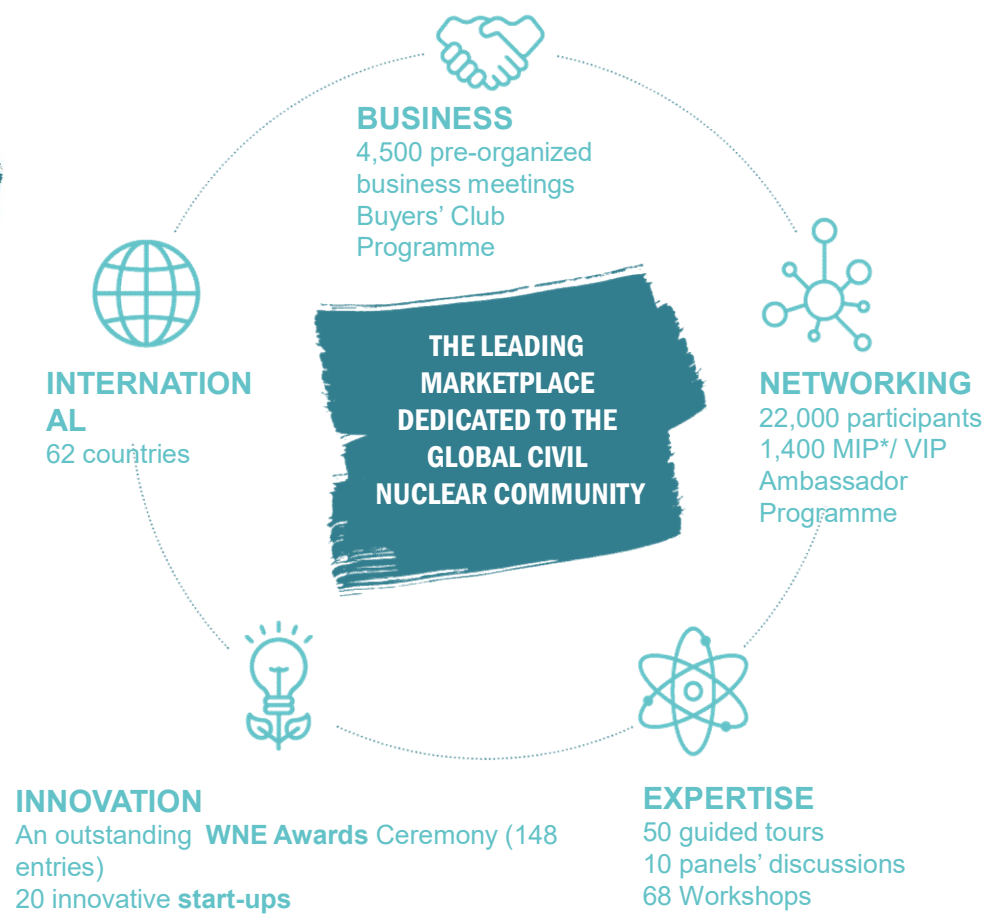 BUSINESS
4,500 pre-organized
business meetings
Buyers' Club
Programme
INTERNATION
AL
62 countries
THE LEADING
MARKETPLACE
DEDICATED TO THE
GLOBAL CIVIL
NUCLEAR COMMUNITY
NETWORKING
22,000 participants
1,400 MIP*/ VIP
Ambassador
Programme
INNOVATION
An outstanding  WNE Awards Ceremony (148
entries)
20 innovative start-ups
EXPERTISE
50 guided tours
10 panels' discussions
68 Workshops